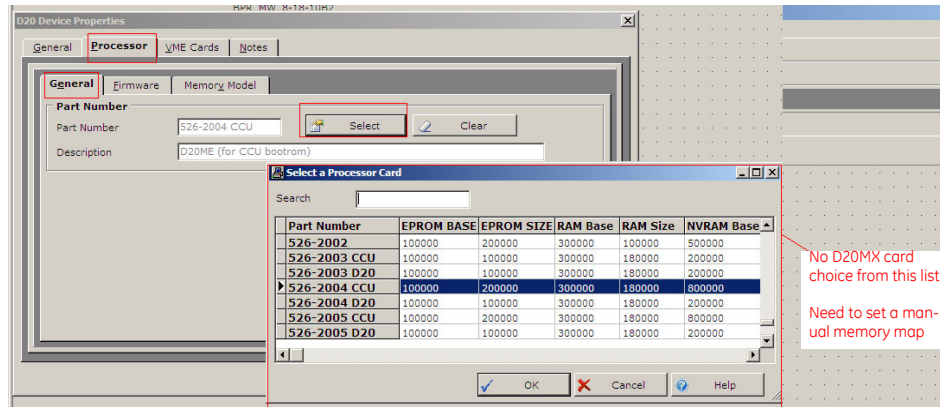 BPR MW 8-18-10B2
D20 Device Properties
General Processor VME Cards Notes
General Firmware Memory Model
Part Number
Part Number 526-2004 CCU Select Clear
Description D20ME (for CCU bootrom)
Select a Processor Card
Search
Part Number EPROM BASE EPROM SIZE RAM Base RAM Size NVRAM Base
526-2002 100000 200000 300000 100000 500000
526-2003 CCU 100000 100000 300000 180000 200000
526-2003 D20 100000 100000 300000 180000 200000
526-2004 CCU 100000 200000 300000 180000 800000
526-2004 D20 100000 100000 300000 180000 200000
526-2005 CCU 100000 200000 300000 180000 800000
526-2005 D20 100000 100000 300000 180000 200000
OK Cancel Help
No D20MX card
choice from this list
Need to set a man-
ual memory map